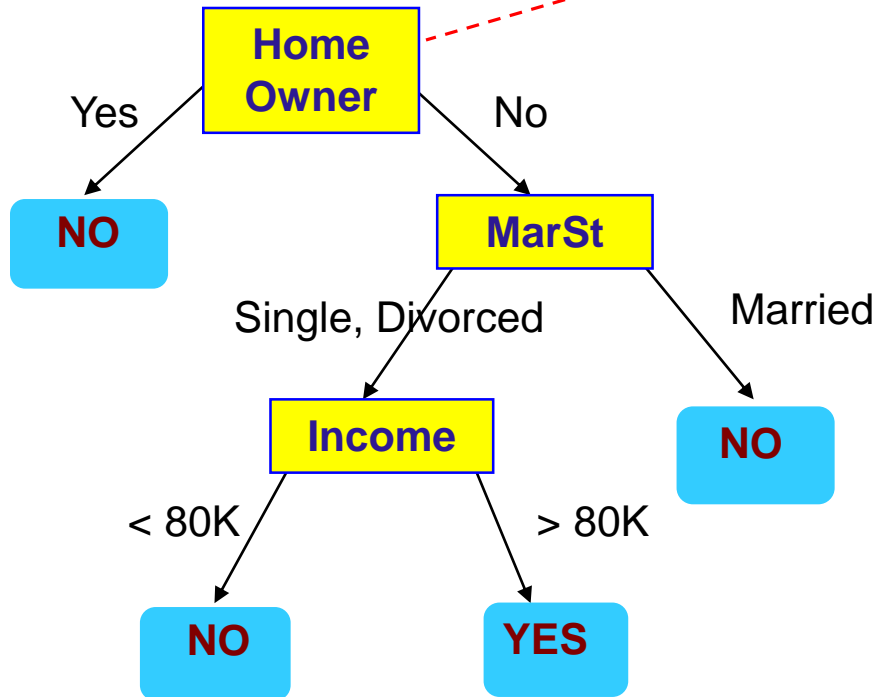 Home
Owner
Yes
No
NO
MarSt
Single, Divorced
Married
Income
NO
< 80K
> 80K
NO
YES